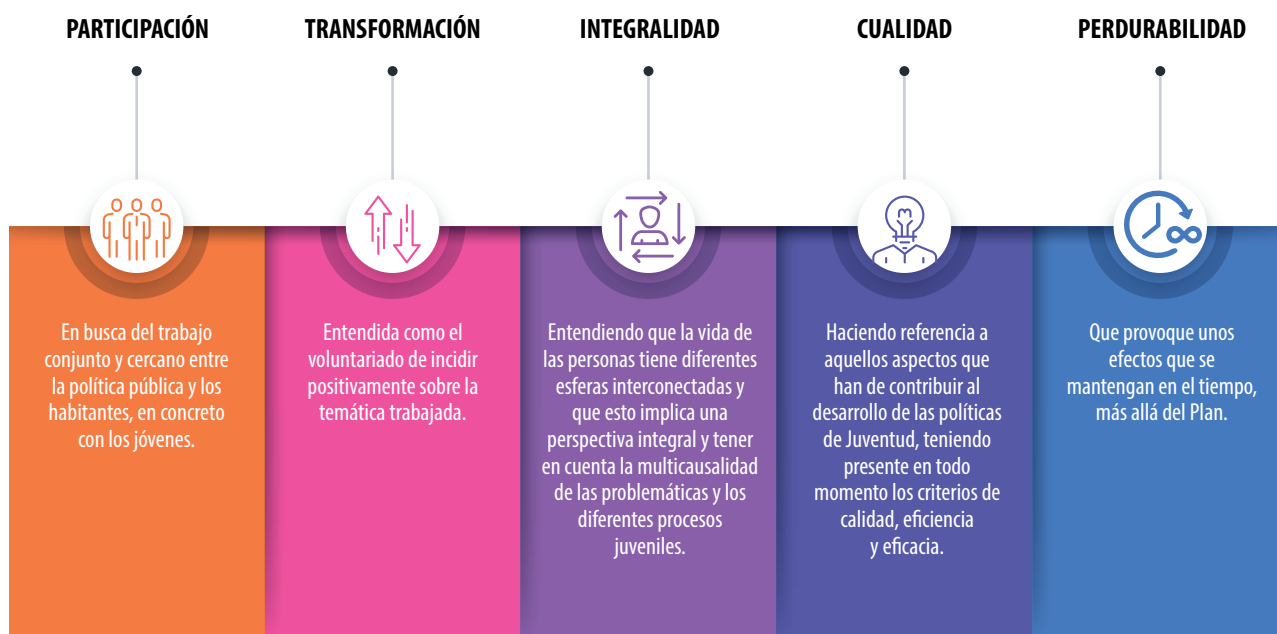 PARTICIPACIÓN
En busca del trabajo
conjunto y cercano entre
la política pública y los
habitantes, en concreto
con los jóvenes.
TRANSFORMACIÓN
Entendida como el
voluntariado de incidir
positivamente sobre la
temática trabajada.
INTEGRALIDAD
Entendiendo que la vida de
las personas tiene diferentes
esferas interconectadas y
que esto implica una
perspectiva integral y tener
en cuenta la multicausalidad
de las problemáticas y los
diferentes procesos
juveniles.
CUALIDAD
Haciendo referencia a
aquellos aspectos que
han de contribuir al
desarrollo de las políticas
de Juventud, teniendo
presente en todo
momento los criterios de
calidad, eficiencia
y eficacia.
PERDURABILIDAD
Que provoque unos
efectos que se
mantengan en el tiempo,
más allá del Plan.